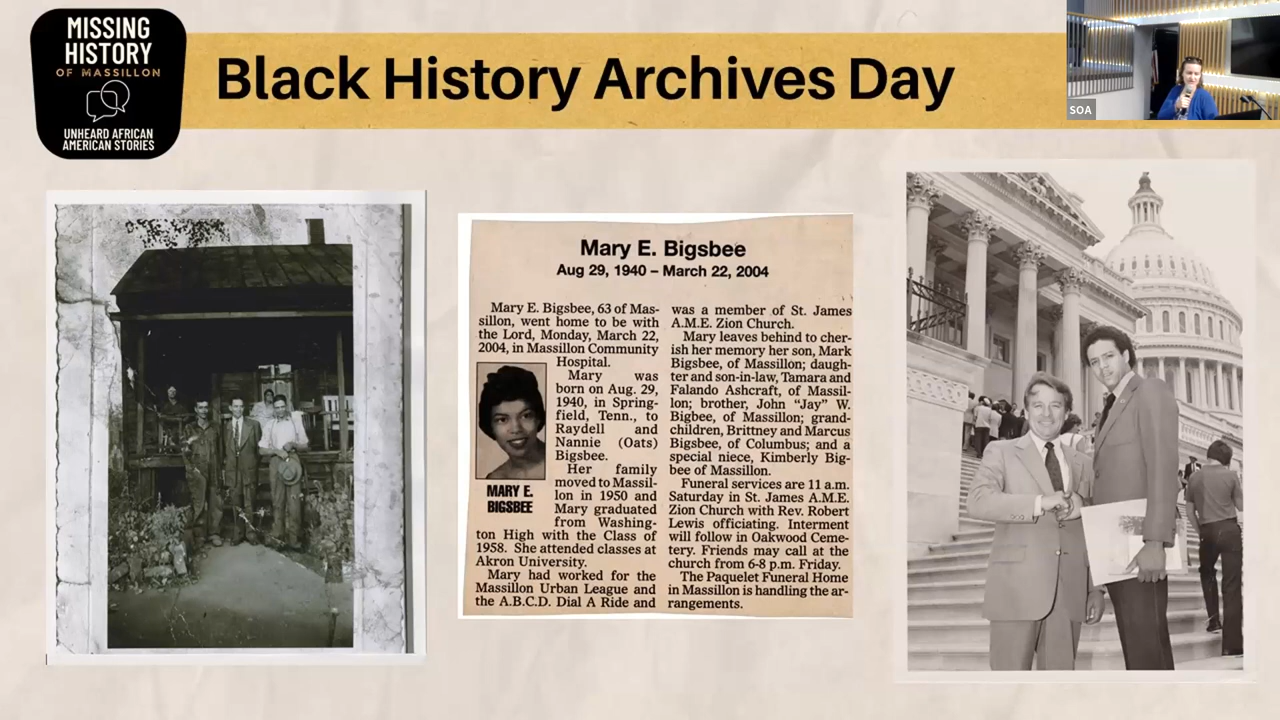 MISSING
HISTORY
OF MASSILLON
UNHEARD AFRICAN
AMERICAN STORIES
Black History Archives Day
SOA
Mary E. Bigsbee
Aug 29, 1940 – March 22, 2004
Mary E. Bigsbee, 63 of Mas-
sillon, went home to be with
the Lord, Monday, March 22,
2004, in Massillon Community
Hospital.
Mary was
born on Aug. 29,
1940, in Spring-
field, Tenn., to
Raydell and
Nannie (Oats)
Bigsbee.
Her family
moved to Massil-
lon in 1950 and
Mary graduated
from Washing-
ton High with the Class of
1958. She attended classes at
Akron University.
Mary had worked for the
Massillon Urban League and
the A.B.C.D. Dial A Ride and
MARY E.
BIGSBEE
was a member of St. James
A.M.E. Zion Church.
Mary leaves behind to cher-
ish her memory her son, Mark
Bigsbee, of Massillon; daugh-
ter and son-in-law, Tamara and
Falando Ashcraft, of Massil-
lon; brother, John “Jay” W.
Bigbee, of Massillon; grand-
children, Brittney and Marcus
Bigsbee, of Columbus; and a
special niece, Kimberly Big-
bee of Massillon.
Funeral services are 11 a.m.
Saturday in St. James A.M.E.
Zion Church with Rev. Robert
Lewis officiating. Interment
will follow in Oakwood Ceme-
tery. Friends may call at the
church from 6-8 p.m. Friday.
The Paquelet Funeral Home
in Massillon is handling the ar-
rangements.